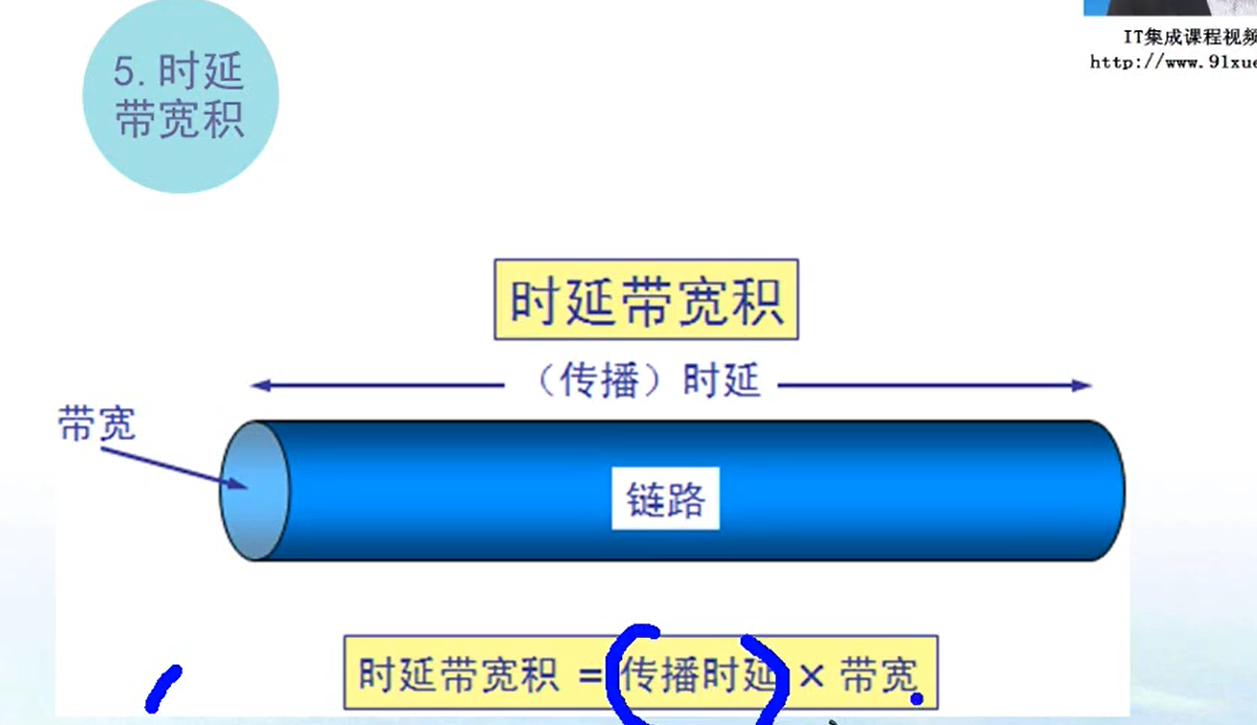 5.时延
带宽积
IT集成课程视频
http://www.91xue
时延带宽积
（传播）时延
带宽
链路
时延带宽积 = 传播时延 × 带宽